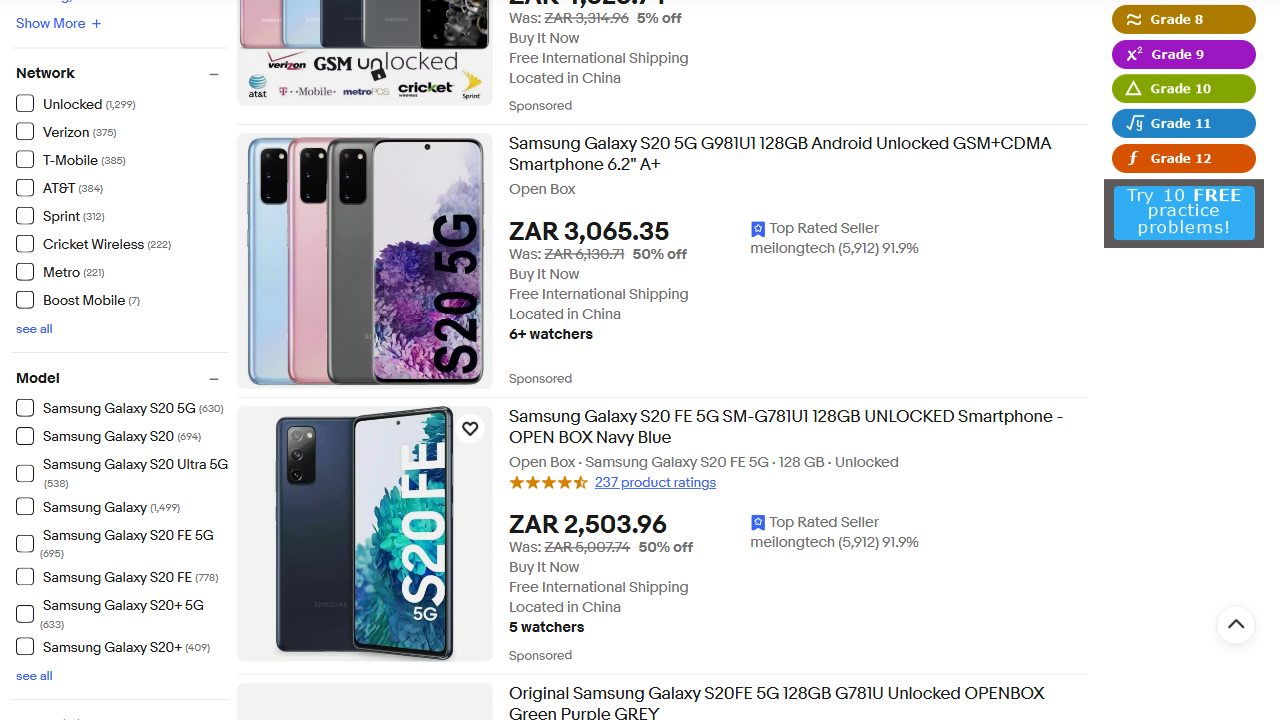 Show More
Network
Unlocked (1,299)
Verizon (375)
T-Mobile (385)
AT&T (384)
Sprint (312)
Cricket Wireless (222)
Metro (221)
Boost Mobile (7)
see all
Model
Samsung Galaxy S20 5G (630)
Samsung Galaxy S20 (694)
Samsung Galaxy S20 Ultra 5G
(538)
Samsung Galaxy (1,499)
Samsung Galaxy S20 FE 5G
(695)
Samsung Galaxy S20 FE (778)
Samsung Galaxy S20+ 5G
(633)
Samsung Galaxy S20+ (409)
see all
verizon GSM unlocked
at&t T-Mobile metroPCS cricket wireless Sprint
Was: ZAR 3,314.96 5% off
Buy It Now
Free International Shipping
Located in China
Sponsored
S20 5G
Samsung Galaxy S20 5G G981U1 128GB Android Unlocked GSM+CDMA
Smartphone 6.2" A+
Open Box
ZAR 3,065.35
Was: ZAR 6,130.71 50% off
Buy It Now
Free International Shipping
Located in China
6+ watchers
Top Rated Seller
meilongtech (5,912) 91.9%
Sponsored
SAMSUNG
S20 FE
5G
Samsung Galaxy S20 FE 5G SM-G781U1 128GB UNLOCKED Smartphone -
OPEN BOX Navy Blue
Open Box · Samsung Galaxy S20 FE 5G · 128 GB · Unlocked
237 product ratings
ZAR 2,503.96
Was: ZAR 5,007.74 50% off
Buy It Now
Free International Shipping
Located in China
5 watchers
Top Rated Seller
meilongtech (5,912) 91.9%
Sponsored
Original Samsung Galaxy S20FE 5G 128GB G781U Unlocked OPENBOX
Green Purple GREY
Grade 8
x² Grade 9
Grade 10
√y Grade 11
f Grade 12
Try 10 FREE
practice
problems!